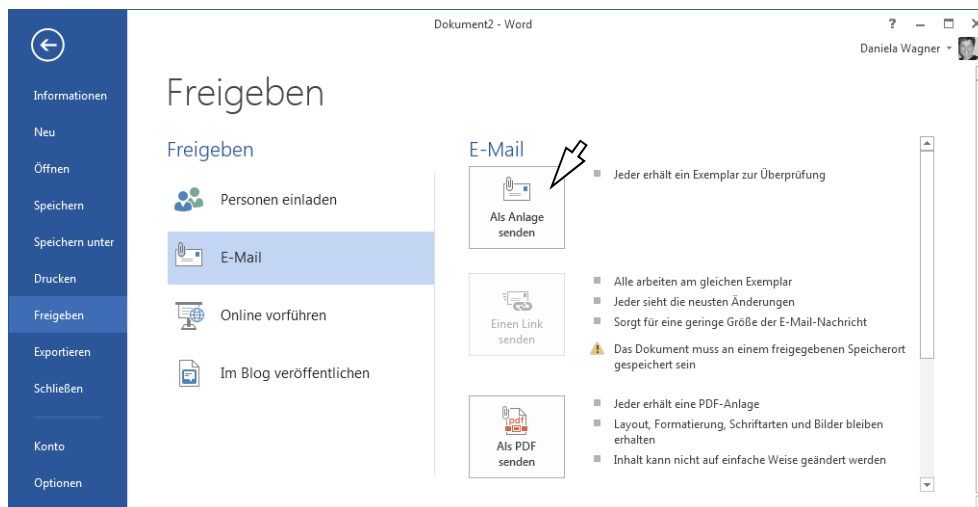 Dokument2 - Word
?
Daniela Wagner
Informationen
Neu
Öffnen
Speichern
Speichern unter
Drucken
Freigeben
Exportieren
Schließen
Konto
Optionen
Freigeben
Freigeben
Personen einladen
E-Mail
Online vorführen
Im Blog veröffentlichen
E-Mail
Als Anlage
senden
Jeder erhält ein Exemplar zur Überprüfung
Einen Link
senden
Alle arbeiten am gleichen Exemplar
Jeder sieht die neusten Änderungen
Sorgt für eine geringe Größe der E-Mail-Nachricht
Das Dokument muss an einem freigegebenen Speicherort
gespeichert sein
pdf
Als PDF
senden
Jeder erhält eine PDF-Anlage
Layout, Formatierung, Schriftarten und Bilder bleiben
erhalten
Inhalt kann nicht auf einfache Weise geändert werden